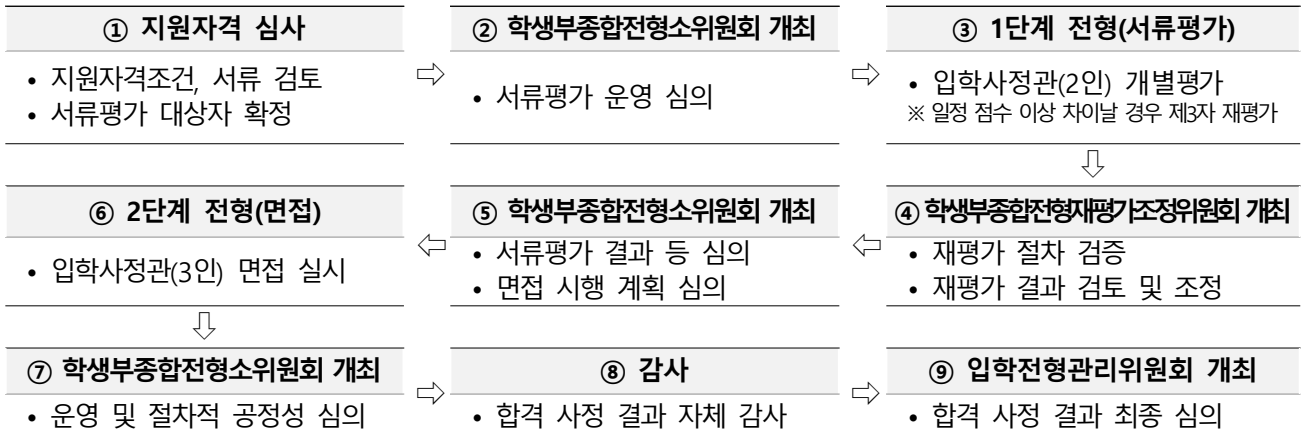 ① 지원자격 심사
• 지원자격조건, 서류 검토
• 서류평가 대상자 확정
⇨
② 학생부종합전형소위원회 개최
• 서류평가 운영 심의
⇨
③ 1단계 전형(서류평가)
• 입학사정관(2인) 개별평가
※ 일정 점수 이상 차이날 경우 제3자 재평가
⇩
④ 학생부종합전형재평가조정위원회 개최
• 재평가 절차 검증
• 재평가 결과 검토 및 조정
⇦
⑤ 학생부종합전형소위원회 개최
• 서류평가 결과 등 심의
• 면접 시행 계획 심의
⇦
⑥ 2단계 전형(면접)
• 입학사정관(3인) 면접 실시
⇩
⑦ 학생부종합전형소위원회 개최
• 운영 및 절차적 공정성 심의
⇨
⑧ 감사
• 합격 사정 결과 자체 감사
⇨
⑨ 입학전형관리위원회 개최
• 합격 사정 결과 최종 심의